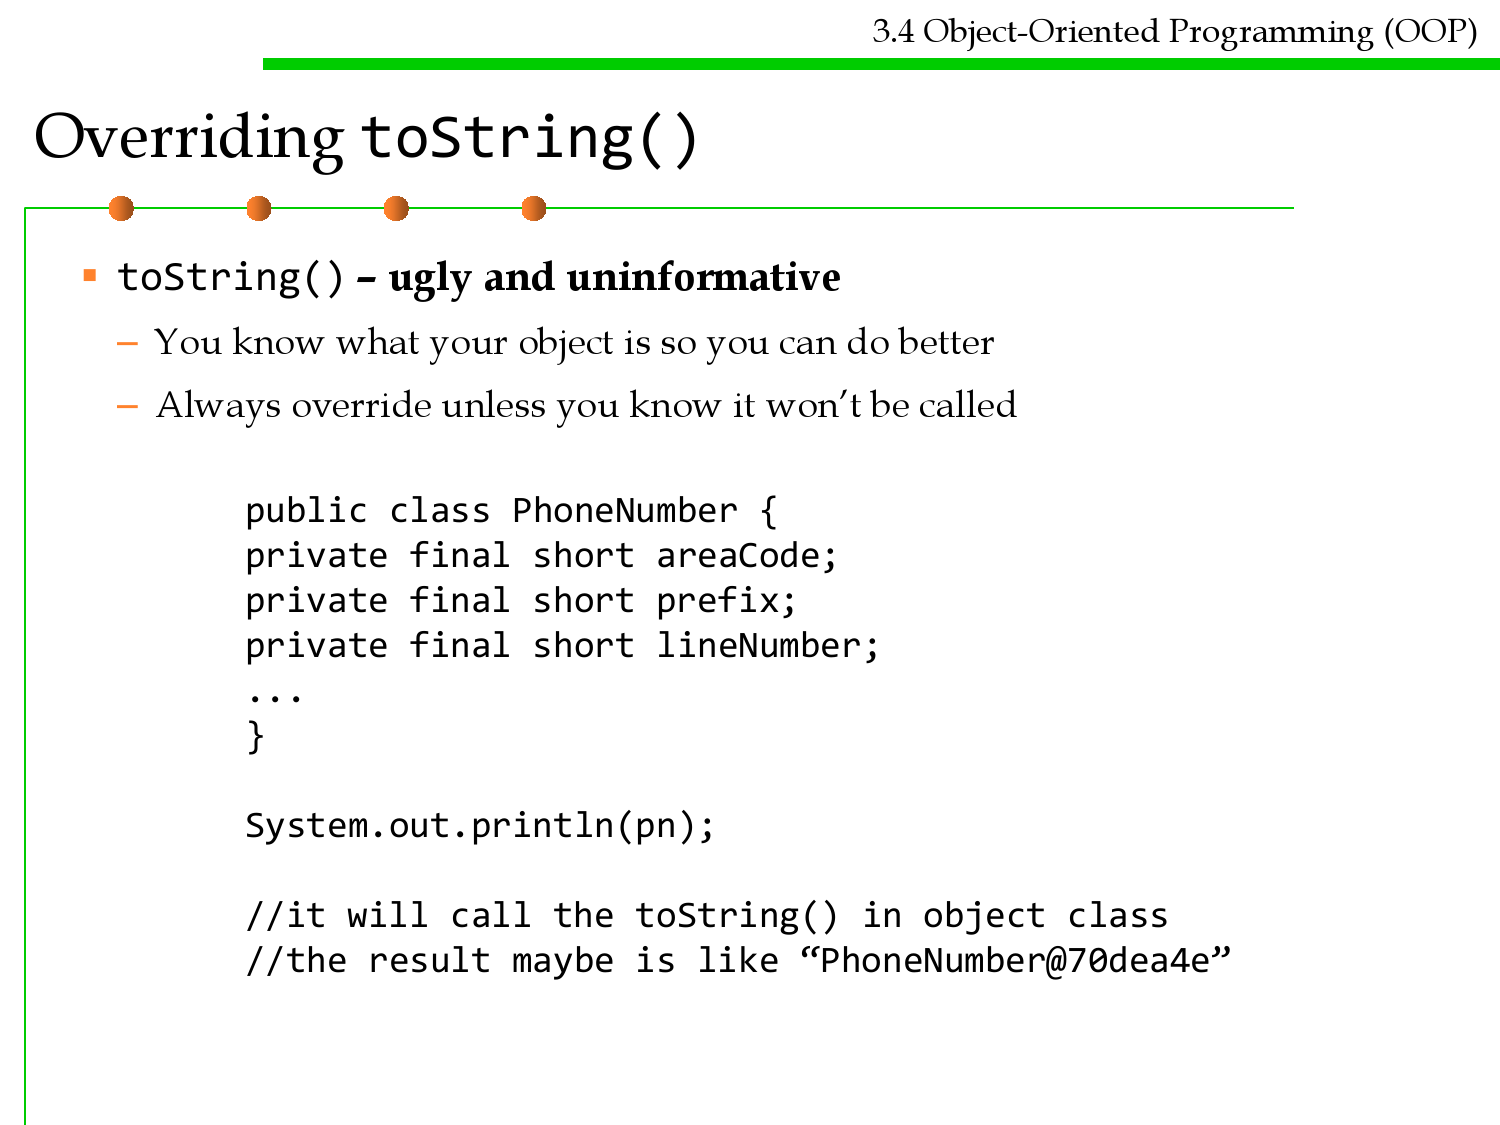 3.4 Object-Oriented Programming (OOP)
Overriding toString()
▪ toString() – ugly and uninformative
– You know what your object is so you can do better
– Always override unless you know it won’t be called
public class PhoneNumber {
private final short areaCode;
private final short prefix;
private final short lineNumber;
...
}
System.out.println(pn);
//it will call the toString() in object class
//the result maybe is like “PhoneNumber@70dea4e”